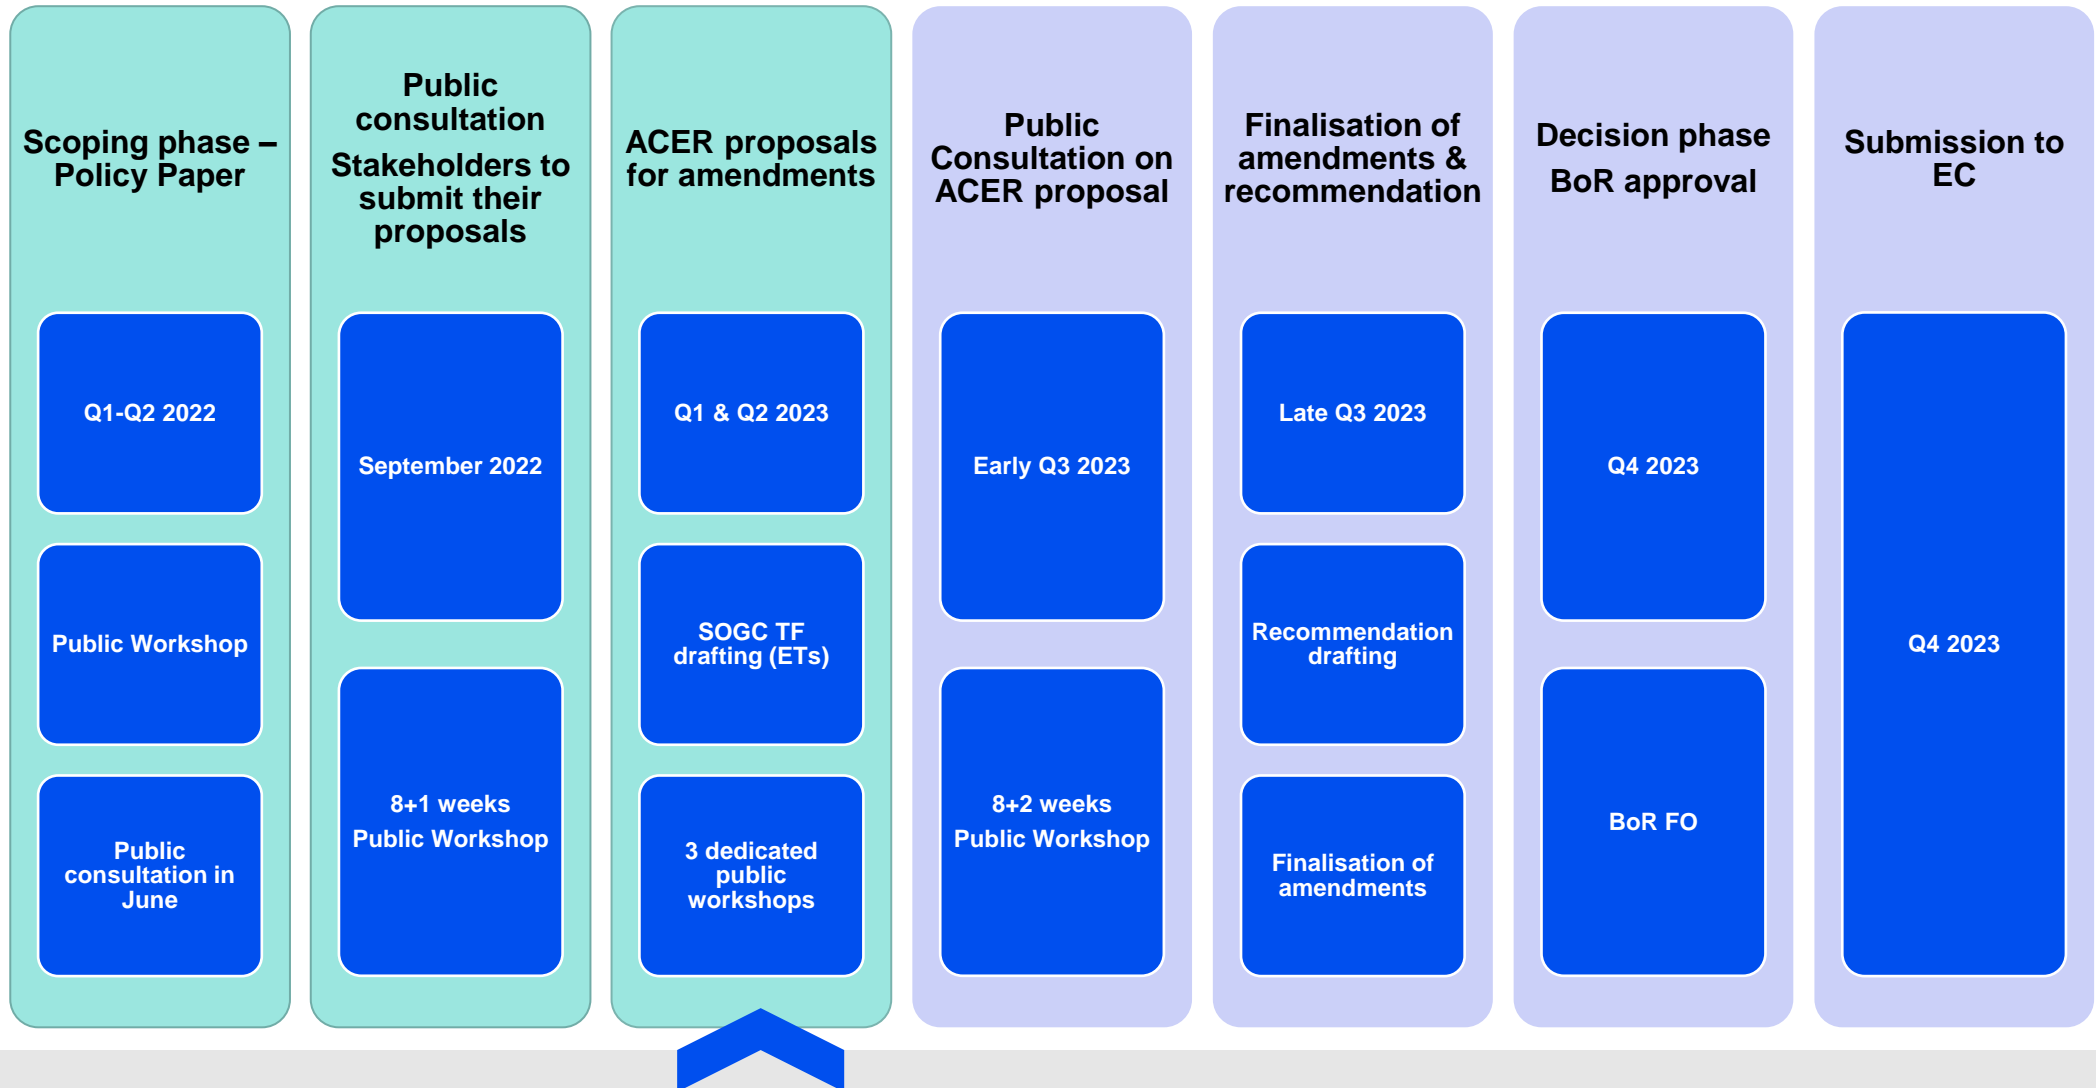 Scoping phase –
Policy Paper
Q1-Q2 2022
Public Workshop
Public
consultation in
June
Public
consultation
Stakeholders to
submit their
proposals
September 2022
8+1 weeks
Public Workshop
ACER proposals
for amendments
Q1 & Q2 2023
SOGC TF
drafting (ETs)
3 dedicated
public
workshops
Public
Consultation on
ACER proposal
Early Q3 2023
8+2 weeks
Public Workshop
Finalisation of
amendments &
recommendation
Late Q3 2023
Recommendation
drafting
Finalisation of
amendments
Decision phase
BoR approval
Q4 2023
BoR FO
Submission to
EC
Q4 2023